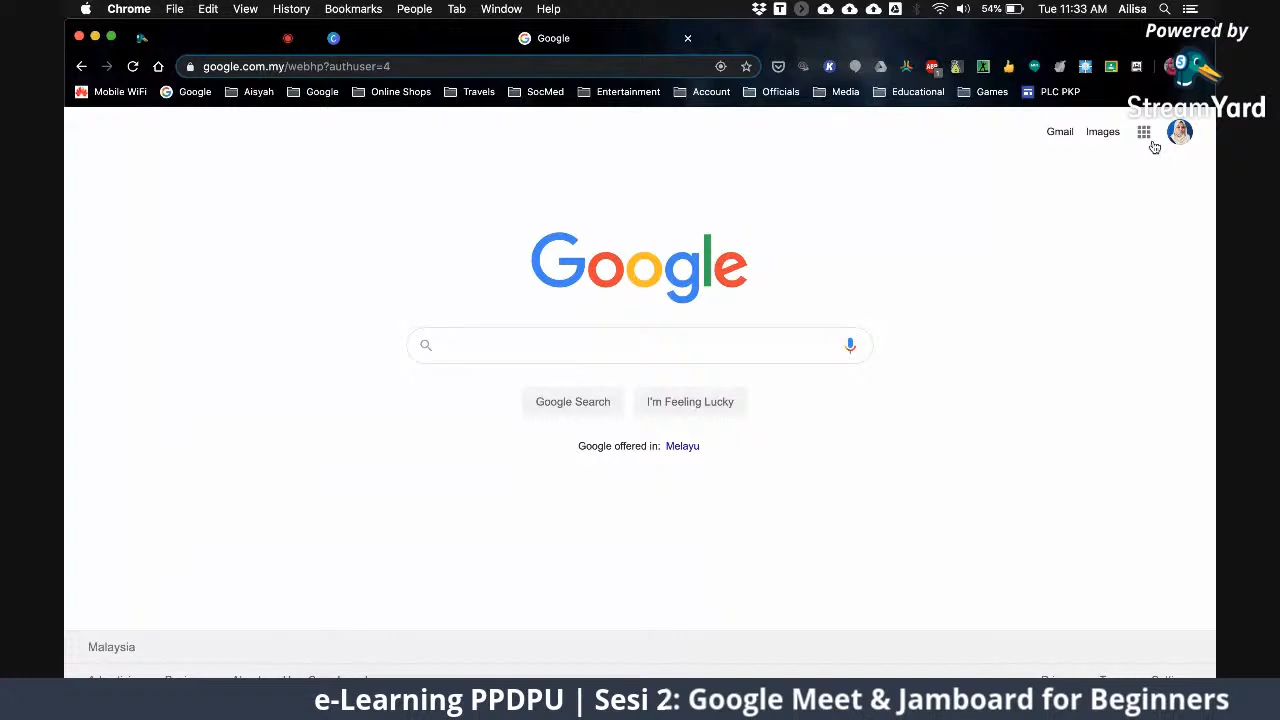 Chrome File Edit View History Bookmarks People Tab Window Help 54% Tue 11:33 AM Ailisa
Powered by
StreamYard
Google
google.com.my/webhp?authuser=4
Mobile WiFi Google Aisyah Google Online Shops Travels SocMed Entertainment Account Officials Media Educational Games PLC PKP
Gmail Images
Google
Google Search I'm Feeling Lucky
Google offered in: Melayu
Malaysia
e-Learning PPDPU | Sesi 2: Google Meet & Jamboard for Beginners